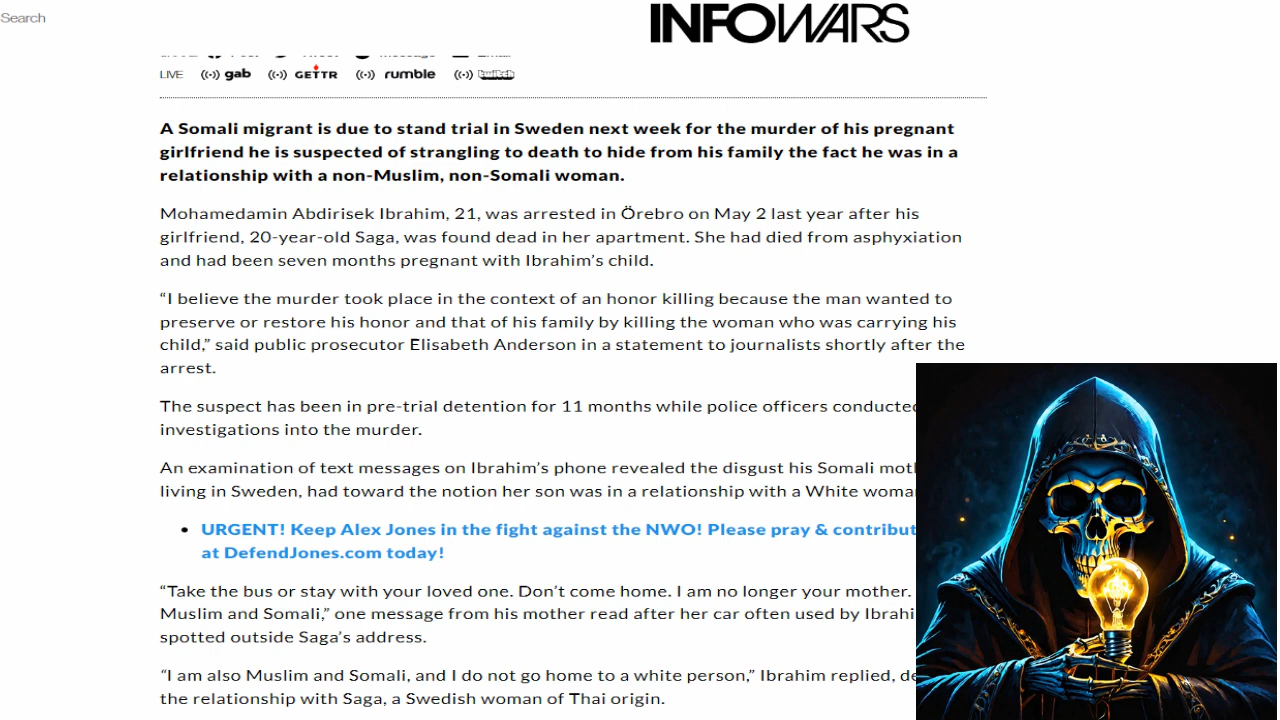 Search
INFOWARS
LIVE gab GETTR rumble twitch
A Somali migrant is due to stand trial in Sweden next week for the murder of his pregnant
girlfriend he is suspected of strangling to death to hide from his family the fact he was in a
relationship with a non-Muslim, non-Somali woman.
Mohamedamin Abdirisek Ibrahim, 21, was arrested in Örebro on May 2 last year after his
girlfriend, 20-year-old Saga, was found dead in her apartment. She had died from asphyxiation
and had been seven months pregnant with Ibrahim’s child.
“I believe the murder took place in the context of an honor killing because the man wanted to
preserve or restore his honor and that of his family by killing the woman who was carrying his
child,” said public prosecutor Elisabeth Anderson in a statement to journalists shortly after the
arrest.
The suspect has been in pre-trial detention for 11 months while police officers conducted
investigations into the murder.
An examination of text messages on Ibrahim’s phone revealed the disgust his Somali
living in Sweden, had toward the notion her son was in a relationship with a White
• URGENT! Keep Alex Jones in the fight against the NWO! Please pray &
at DefendJones.com today!
“Take the bus or stay with your loved one. Don’t come home. I am no longer your mother.
Muslim and Somali,” one message from his mother read after her car often used by
spotted outside Saga’s address.
“I am also Muslim and Somali, and I do not go home to a white person,” Ibrahim replied,
the relationship with Saga, a Swedish woman of Thai origin.